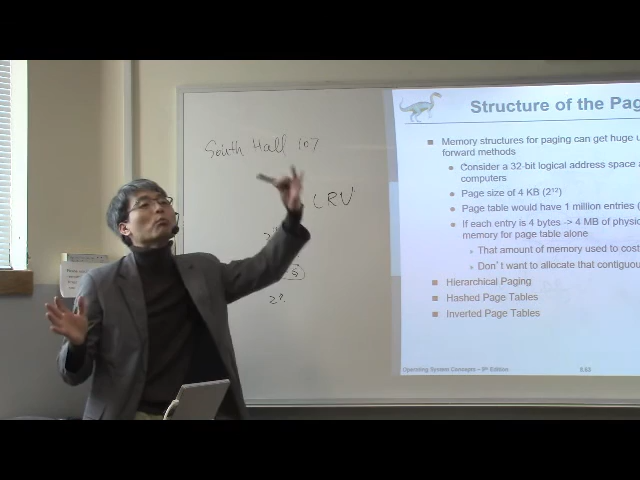 South Hall 107
Structure of the Pag
Memory structures for paging can get huge u
forward methods
Consider a 32-bit logical address space a
computers
Page size of 4 KB (2¹²)
Page table would have 1 million entries (
If each entry is 4 bytes -> 4 MB of physi
memory for page table alone
That amount of memory used to cost
Don't want to allocate that contiguou
Hierarchical Paging
Hashed Page Tables
Inverted Page Tables
Operating System Concepts – 9th Edition